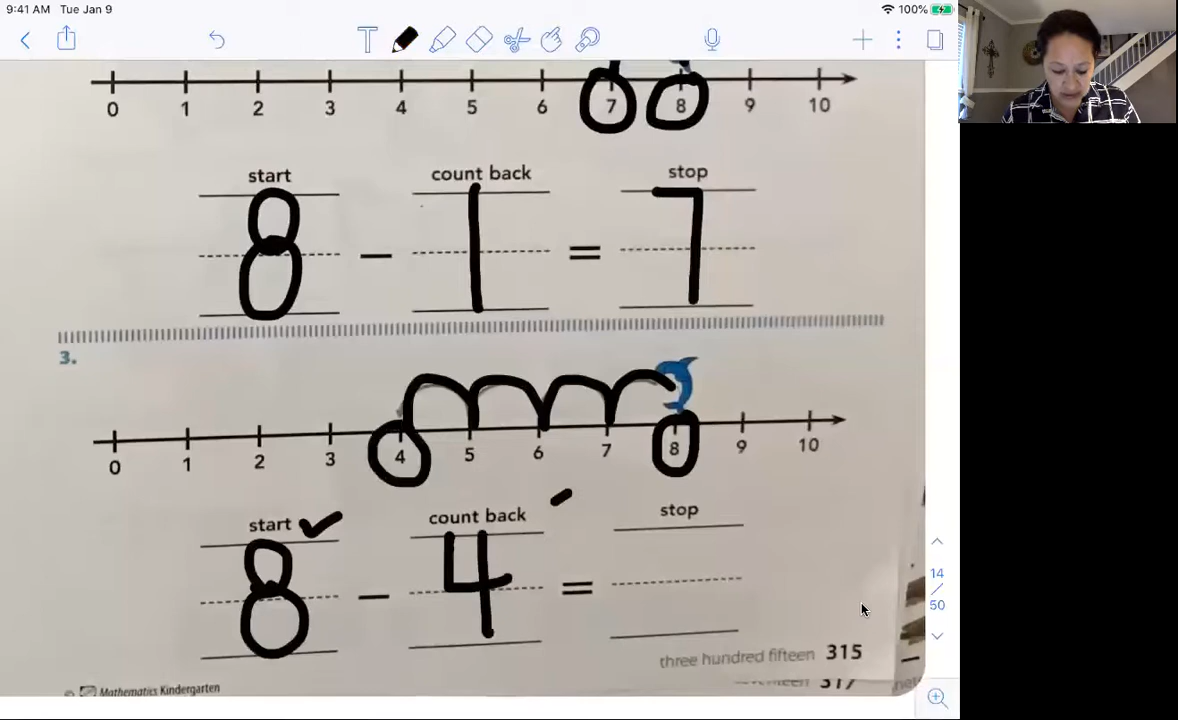 9:41 AM Tue Jan 9 100%
T
0 1 2 3 4 5 6 7 8 9 10
start count back stop
8 - 1 = 7
3.
0 1 2 3 4 5 6 7 8 9 10
start count back stop
8 - 4 =
three hundred fifteen 315
Mathematics Kindergarten
317
14
/
50